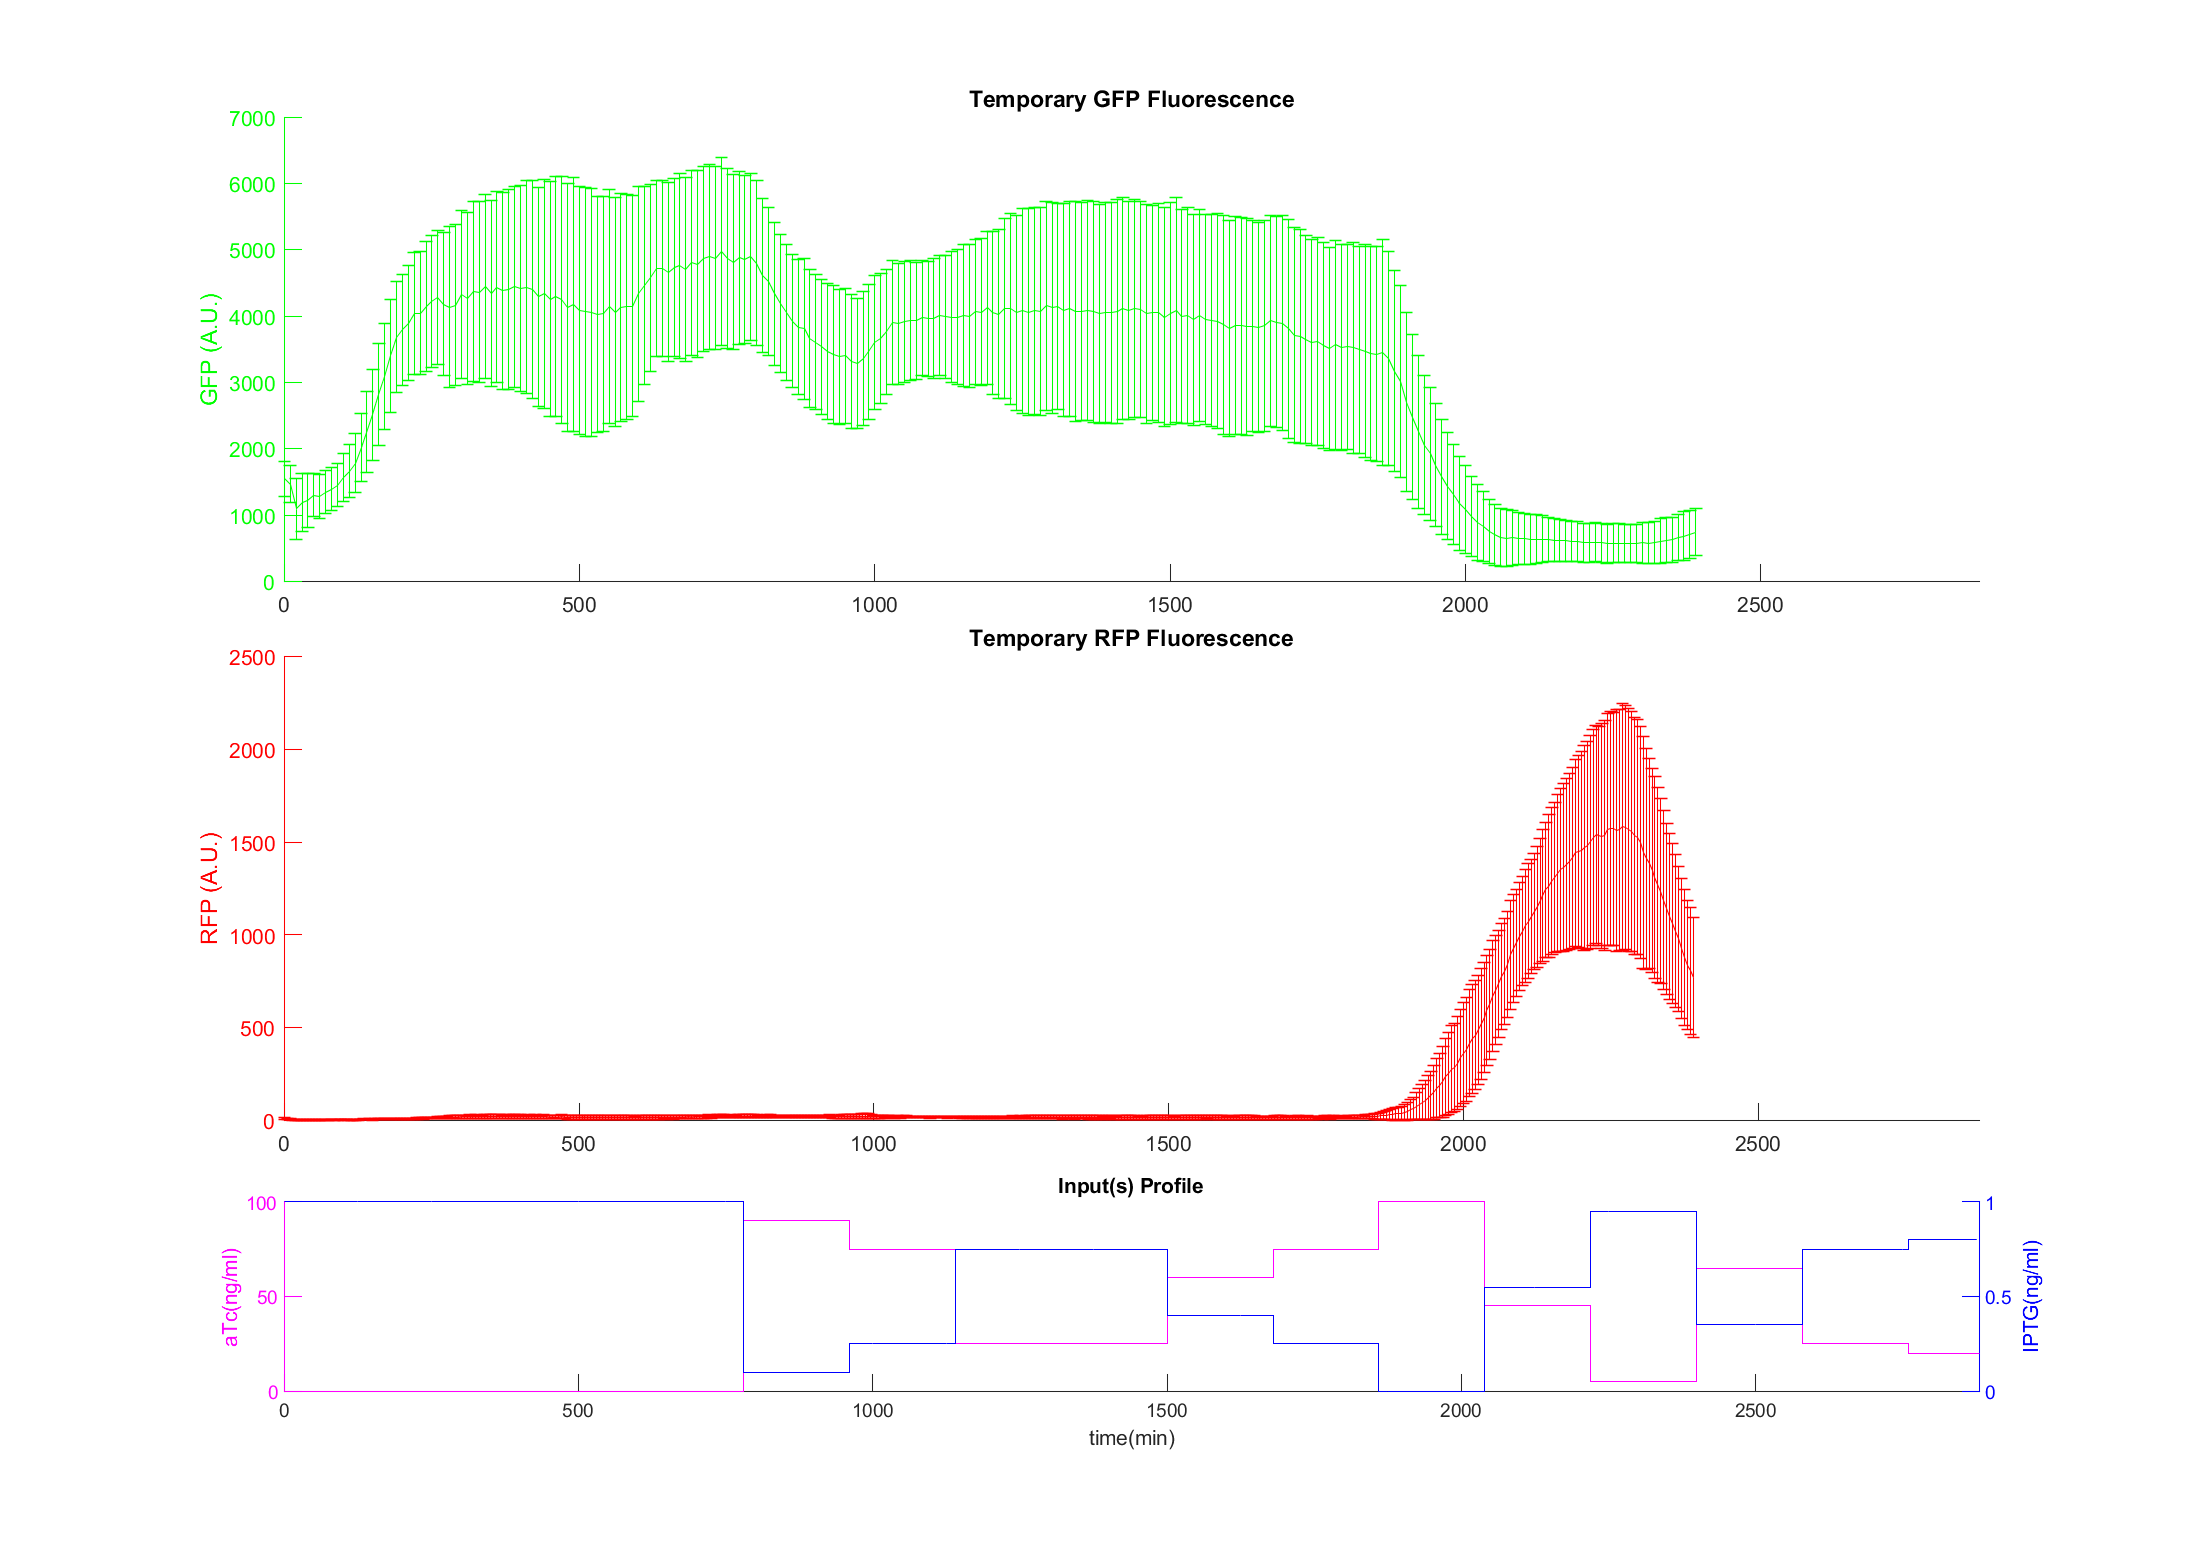 Temporary GFP Fluorescence
7000
6000
5000
4000
3000
2000
1000
0
GFP (A.U.)
0 500 1000 1500 2000 2500
Temporary RFP Fluorescence
2500
2000
1500
1000
500
0
RFP (A.U.)
0 500 1000 1500 2000 2500
Input(s) Profile
100
50
0
aTc(ng/ml)
1
0.5
0
IPTG(ng/ml)
0 500 1000 1500 2000 2500
time(min)